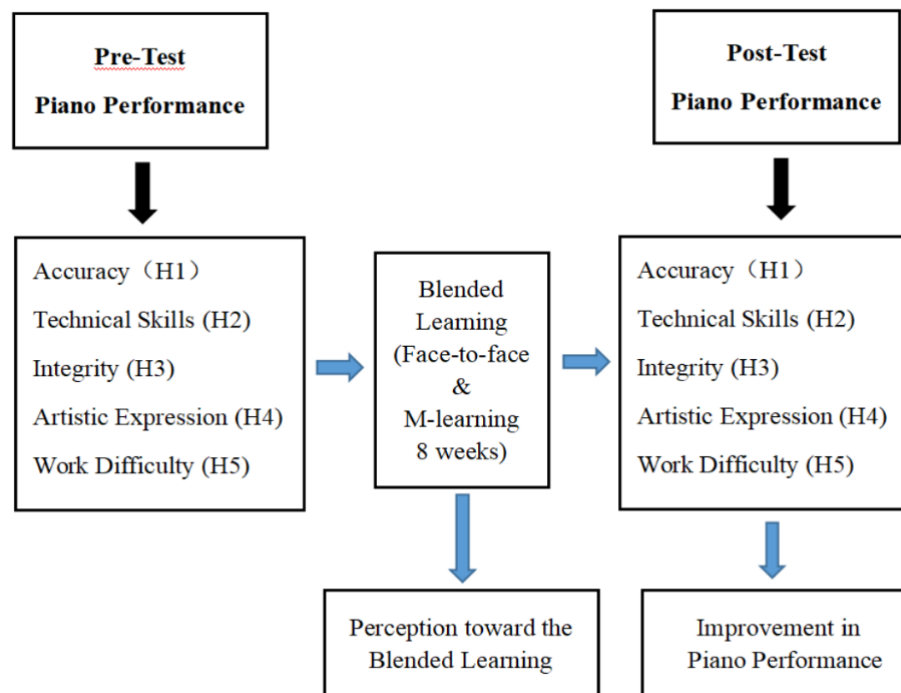 Pre-Test
Piano Performance
Post-Test
Piano Performance
Accuracy（H1）
Technical Skills (H2)
Integrity (H3)
Artistic Expression (H4)
Work Difficulty (H5)
Blended
Learning
(Face-to-face
&
M-learning
8 weeks)
Accuracy（H1）
Technical Skills (H2)
Integrity (H3)
Artistic Expression (H4)
Work Difficulty (H5)
Perception toward the
Blended Learning
Improvement in
Piano Performance